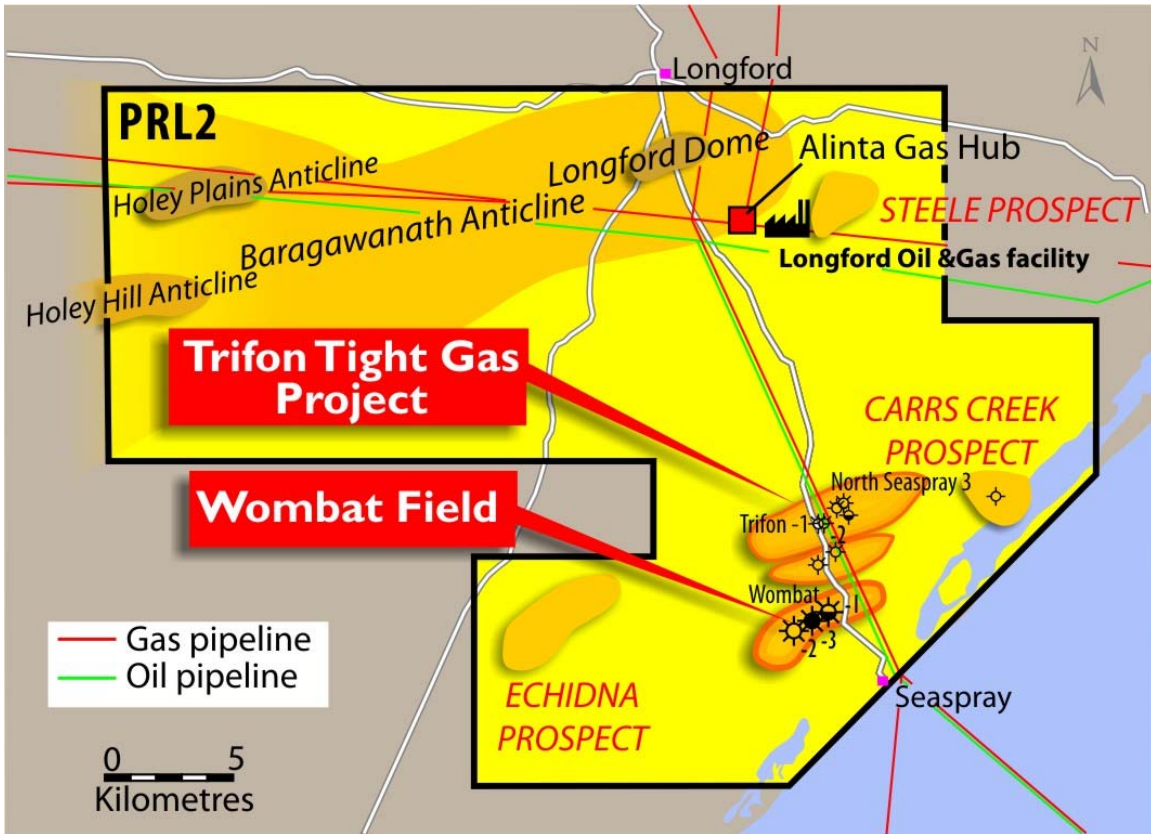 N
Longford
PRL2
Alinta Gas Hub
Longford Dome
Holey Plains Anticline
STEELE PROSPECT
Baragawanath Anticline
Longford Oil &Gas facility
Holey Hill Anticline
Trifon Tight Gas
Project
CARRS CREEK
PROSPECT
Wombat Field
North Seaspray 3
Trifon -1
-2
Wombat
-1
-2
-3
Gas pipeline
Oil pipeline
ECHIDNA
PROSPECT
Seaspray
0 5
Kilometres